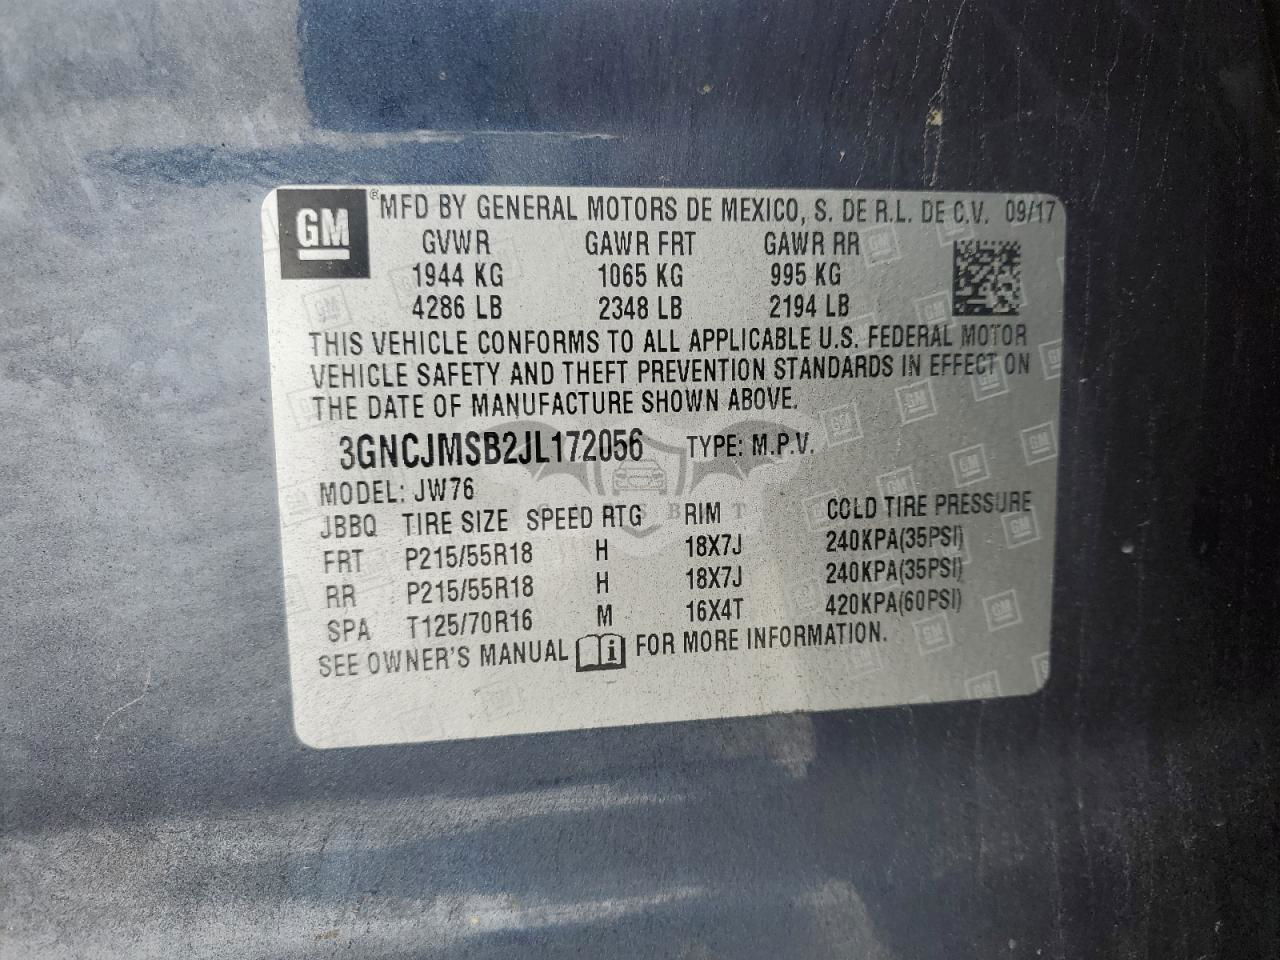 GM ® MFD BY GENERAL MOTORS DE MEXICO, S. DE R.L. DE C.V. 09/17
GVWR GAWR FRT GAWR RR
1944 KG 1065 KG 995 KG
4286 LB 2348 LB 2194 LB
THIS VEHICLE CONFORMS TO ALL APPLICABLE U.S. FEDERAL MOTOR
VEHICLE SAFETY AND THEFT PREVENTION STANDARDS IN EFFECT ON
THE DATE OF MANUFACTURE SHOWN ABOVE.
3GNCJMSB2JL172056 TYPE: M.P.V.
MODEL: JW76
JBBQ TIRE SIZE SPEED RTG RIM COLD TIRE PRESSURE
FRT P215/55R18 H 18X7J 240KPA(35PSI)
RR P215/55R18 H 18X7J 240KPA(35PSI)
SPA T125/70R16 M 16X4T 420KPA(60PSI)
SEE OWNER'S MANUAL i FOR MORE INFORMATION.